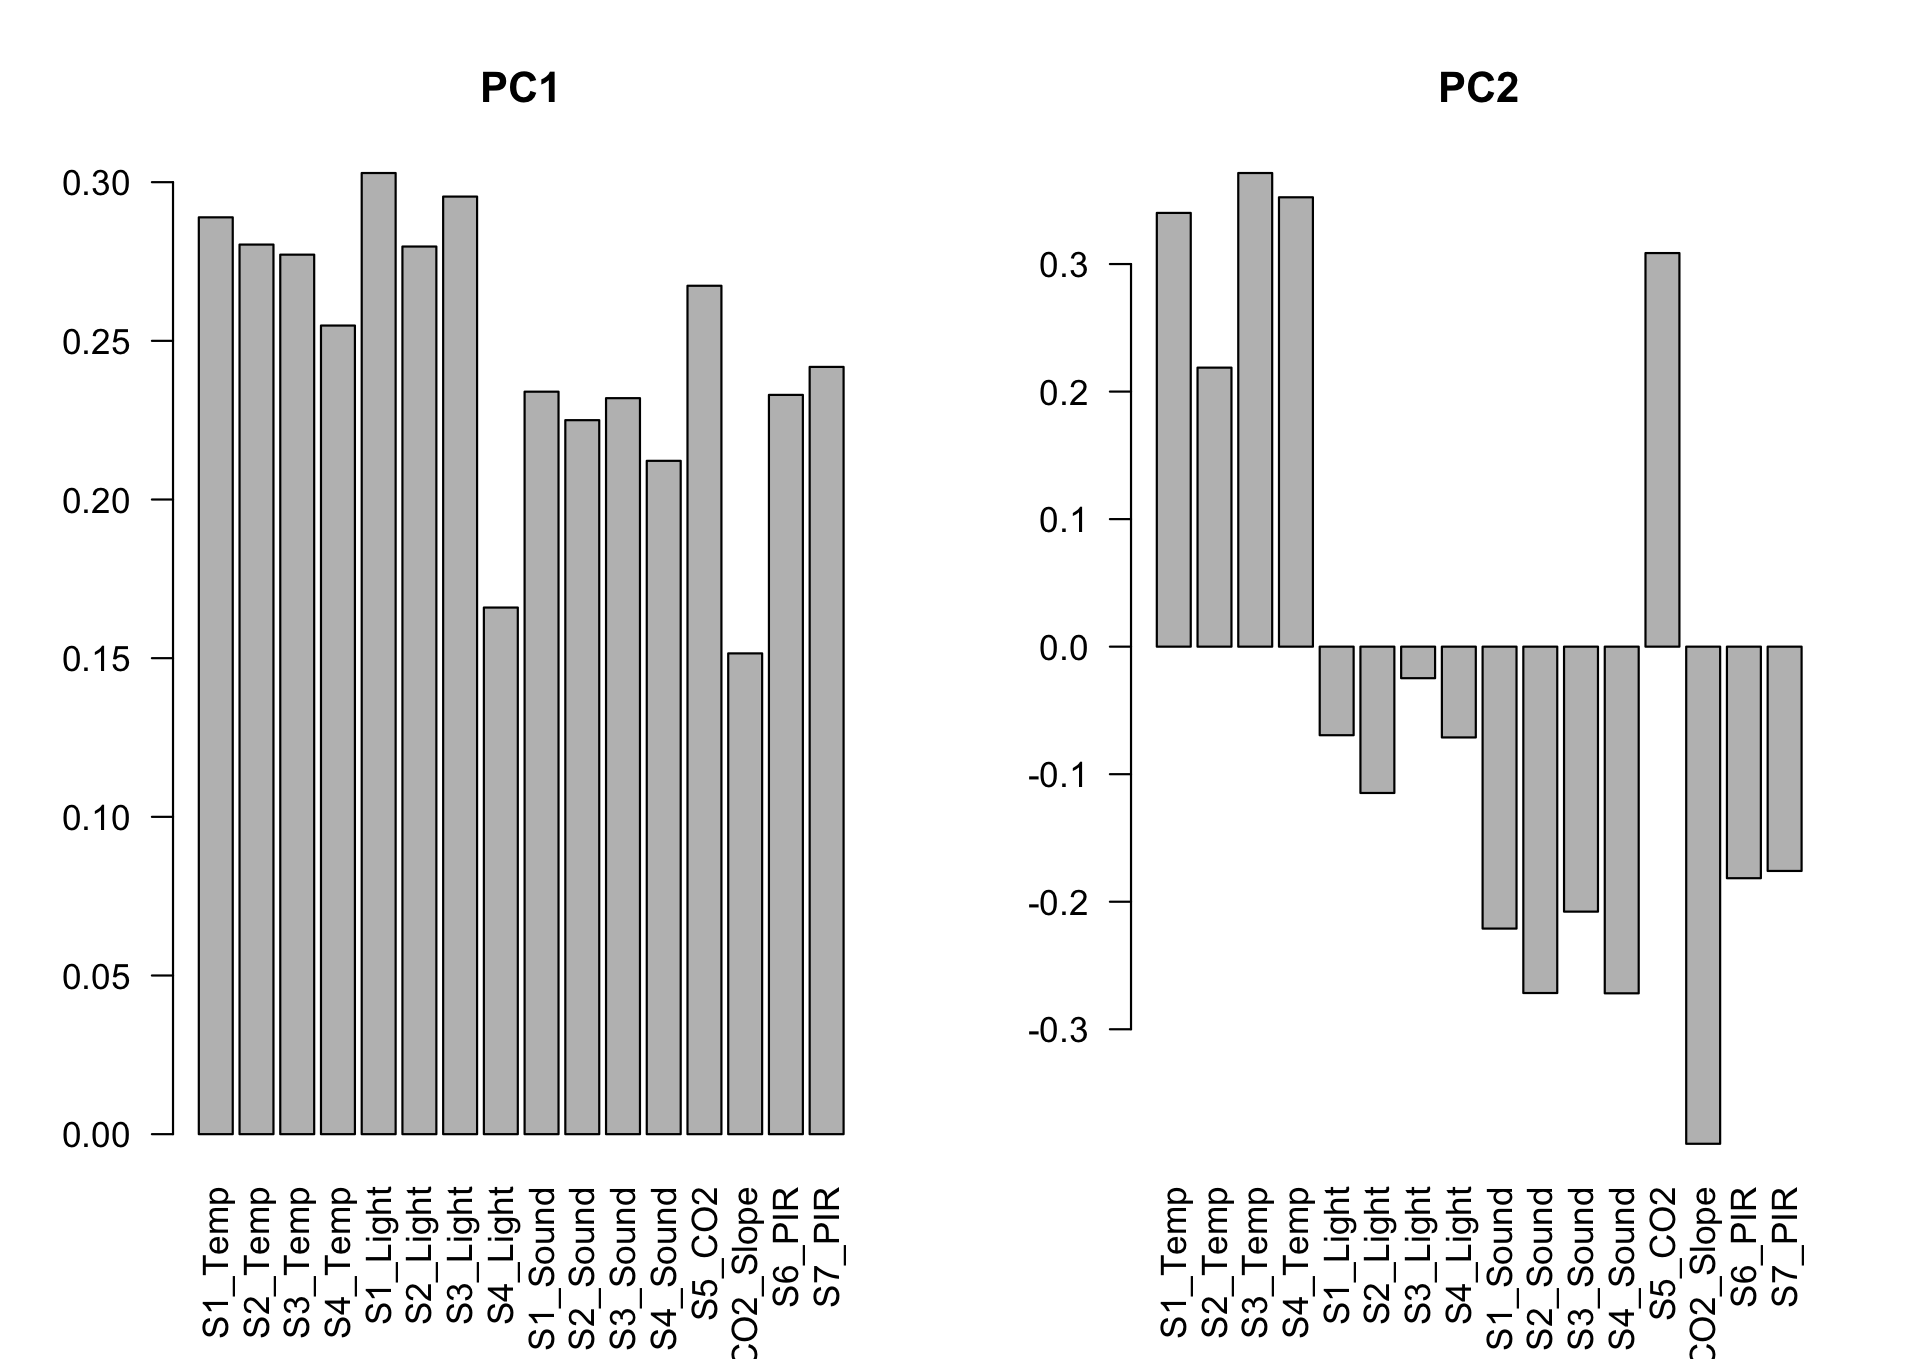 PC1
0.30
0.25
0.20
0.15
0.10
0.05
0.00
S1_Temp
S2_Temp
S3_Temp
S4_Temp
S1_Light
S2_Light
S3_Light
S4_Light
S1_Sound
S2_Sound
S3_Sound
S4_Sound
S5_CO2
CO2_Slope
S6_PIR
S7_PIR
PC2
0.3
0.2
0.1
0.0
-0.1
-0.2
-0.3
S1_Temp
S2_Temp
S3_Temp
S4_Temp
S1_Light
S2_Light
S3_Light
S4_Light
S1_Sound
S2_Sound
S3_Sound
S4_Sound
S5_CO2
CO2_Slope
S6_PIR
S7_PIR